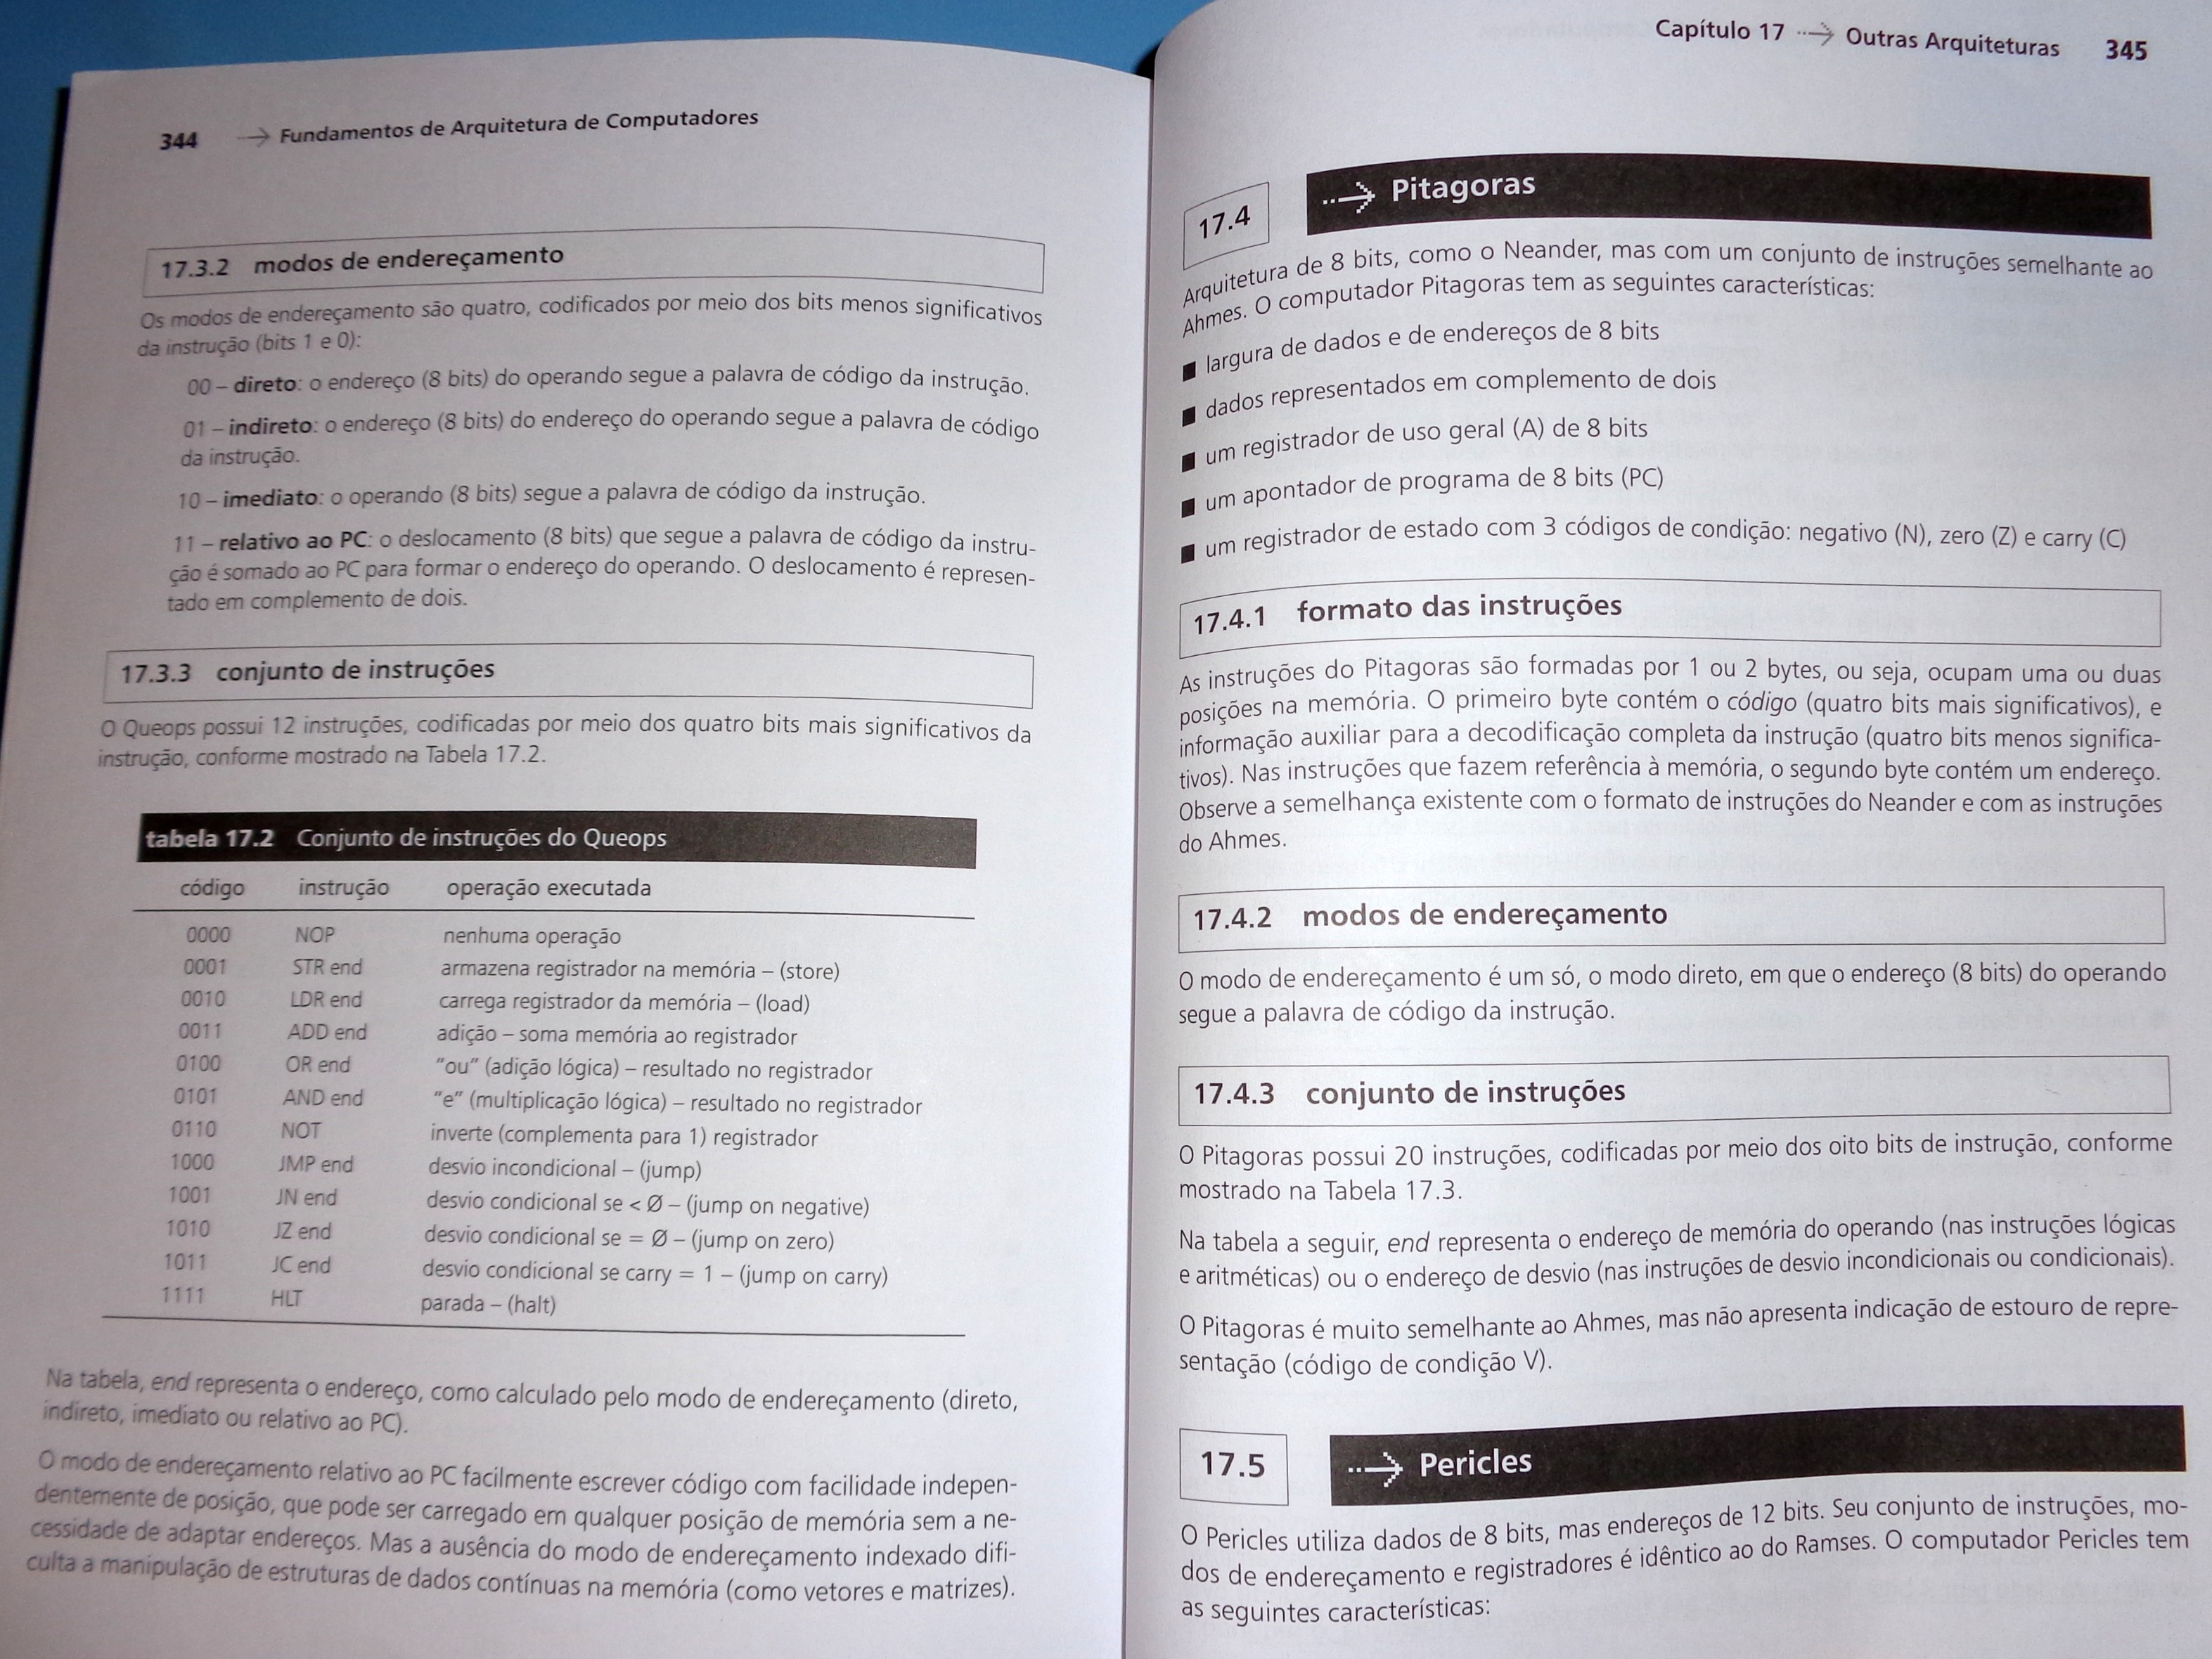 344 Fundamentos de Arquitetura de Computadores
17.3.2 modos de endereçamento
Os modos de endereçamento são quatro, codificados por meio dos bits menos significativos
da instrução (bits 1 e 0):
00 – direto: o endereço (8 bits) do operando segue a palavra de código da instrução.
01 – indireto: o endereço (8 bits) do endereço do operando segue a palavra de código
da instrução.
10 – imediato: o operando (8 bits) segue a palavra de código da instrução.
11 – relativo ao PC: o deslocamento (8 bits) que segue a palavra de código da instru-
ção é somado ao PC para formar o endereço do operando. O deslocamento é represen-
tado em complemento de dois.
17.3.3 conjunto de instruções
O Queops possui 12 instruções, codificadas por meio dos quatro bits mais significativos da
instrução, conforme mostrado na Tabela 17.2.
tabela 17.2 Conjunto de instruções do Queops
código instrução operação executada
0000 NOP nenhuma operação
0001 STR end armazena registrador na memória – (store)
0010 LDR end carrega registrador da memória – (load)
0011 ADD end adição – soma memória ao registrador
0100 OR end “ou” (adição lógica) – resultado no registrador
0101 AND end “e” (multiplicação lógica) – resultado no registrador
0110 NOT inverte (complementa para 1) registrador
1000 JMP end desvio incondicional – (jump)
1001 JN end desvio condicional se < Ø – (jump on negative)
1010 JZ end desvio condicional se = Ø – (jump on zero)
1011 JC end desvio condicional se carry = 1 – (jump on carry)
1111 HLT parada – (halt)
Na tabela, end representa o endereço, como calculado pelo modo de endereçamento (direto,
indireto, imediato ou relativo ao PC).
O modo de endereçamento relativo ao PC facilmente escrever código com facilidade indepen-
dentemente de posição, que pode ser carregado em qualquer posição de memória sem a ne-
cessidade de adaptar endereços. Mas a ausência do modo de endereçamento indexado difi-
culta a manipulação de estruturas de dados contínuas na memória (como vetores e matrizes).
Capítulo 17 Outras Arquiteturas 345
17.4 Pitagoras
Arquitetura de 8 bits, como o Neander, mas com um conjunto de instruções semelhante ao
Ahmes. O computador Pitagoras tem as seguintes características:
■ largura de dados e de endereços de 8 bits
■ dados representados em complemento de dois
■ um registrador de uso geral (A) de 8 bits
■ um apontador de programa de 8 bits (PC)
■ um registrador de estado com 3 códigos de condição: negativo (N), zero (Z) e carry (C)
17.4.1 formato das instruções
As instruções do Pitagoras são formadas por 1 ou 2 bytes, ou seja, ocupam uma ou duas
posições na memória. O primeiro byte contém o código (quatro bits mais significativos), e
informação auxiliar para a decodificação completa da instrução (quatro bits menos significa-
tivos). Nas instruções que fazem referência à memória, o segundo byte contém um endereço.
Observe a semelhança existente com o formato de instruções do Neander e com as instruções
do Ahmes.
17.4.2 modos de endereçamento
O modo de endereçamento é um só, o modo direto, em que o endereço (8 bits) do operando
segue a palavra de código da instrução.
17.4.3 conjunto de instruções
O Pitagoras possui 20 instruções, codificadas por meio dos oito bits de instrução, conforme
mostrado na Tabela 17.3.
Na tabela a seguir, end representa o endereço de memória do operando (nas instruções lógicas
e aritméticas) ou o endereço de desvio (nas instruções de desvio incondicionais ou condicionais).
O Pitagoras é muito semelhante ao Ahmes, mas não apresenta indicação de estouro de repre-
sentação (código de condição V).
17.5 Pericles
O Pericles utiliza dados de 8 bits, mas endereços de 12 bits. Seu conjunto de instruções, mo-
dos de endereçamento e registradores é idêntico ao do Ramses. O computador Pericles tem
as seguintes características: